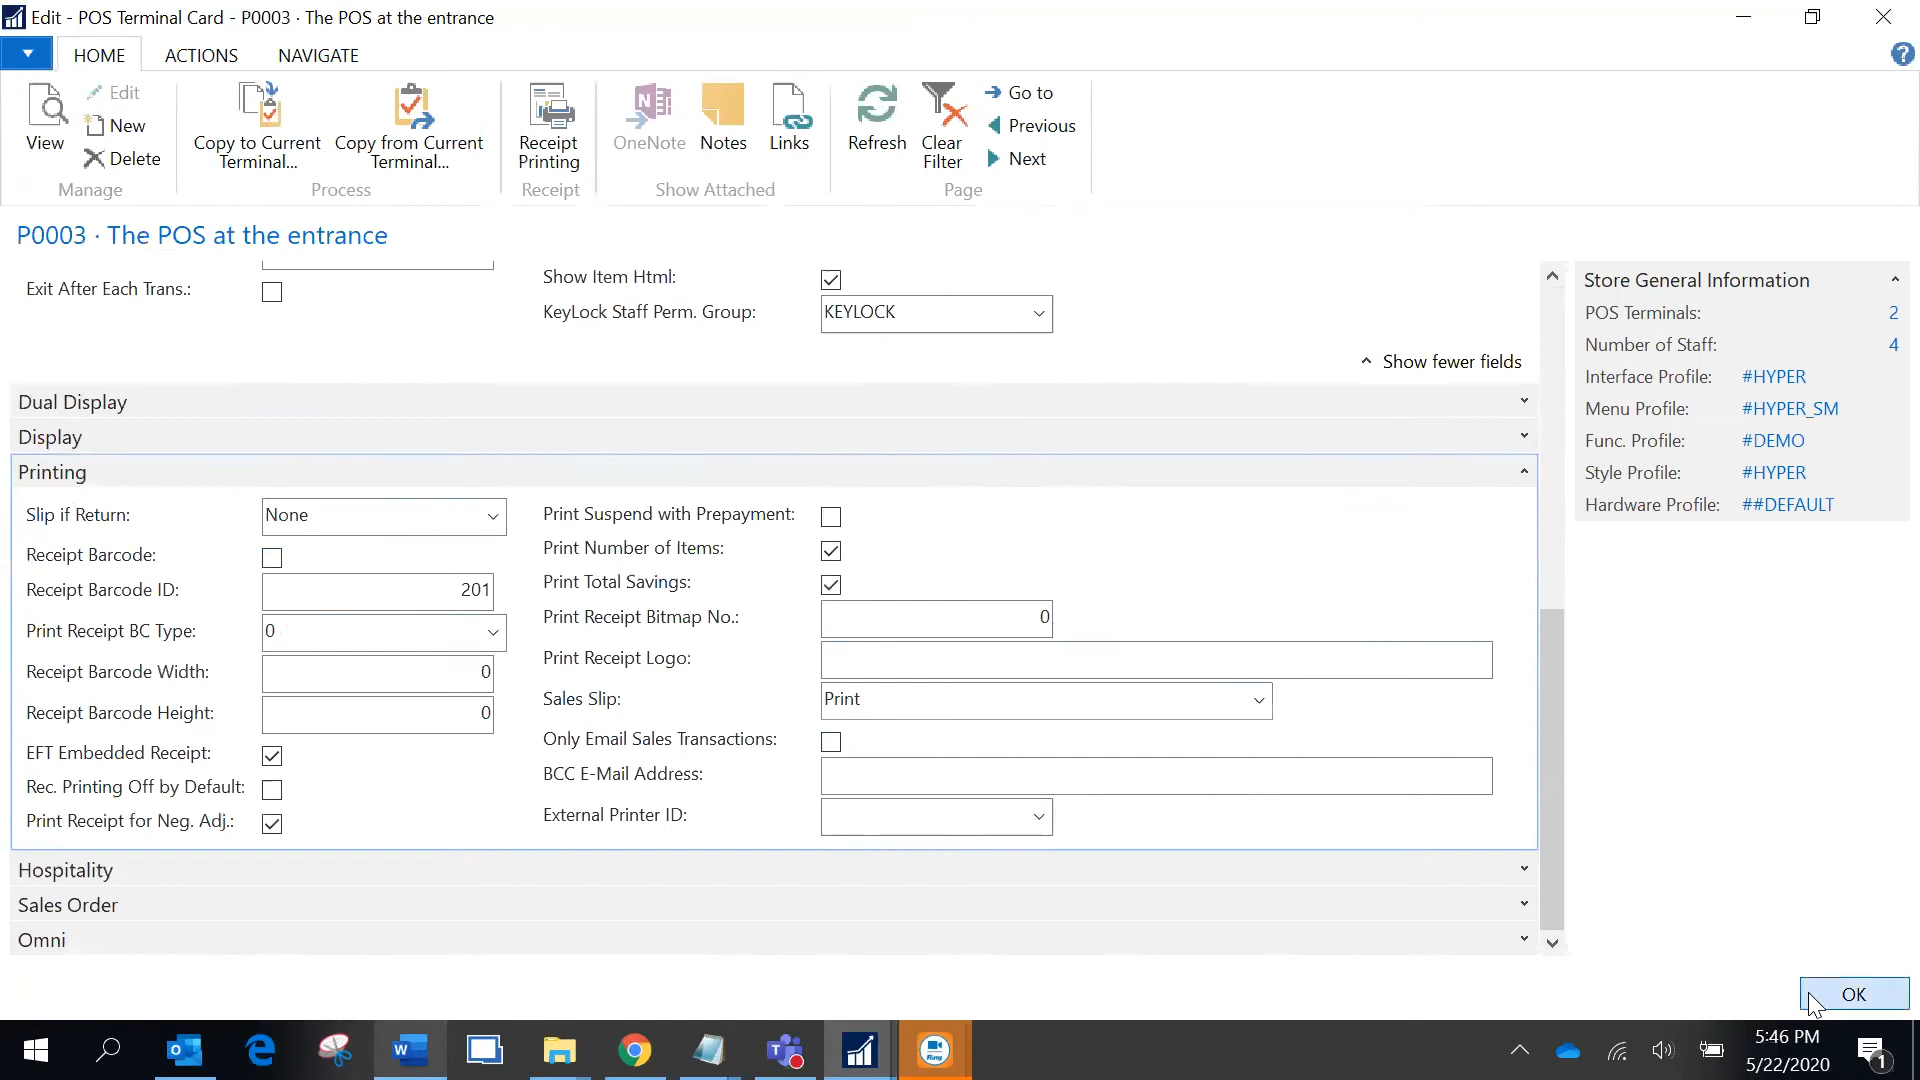 Edit - POS Terminal Card - P0003 · The POS at the entrance
HOME ACTIONS NAVIGATE
View
Edit
New
Delete
Manage
Copy to Current Terminal...
Copy from Current Terminal...
Process
Receipt Printing
Receipt
OneNote
Notes
Links
Show Attached
Refresh
Clear Filter
Go to
Previous
Next
Page
P0003 · The POS at the entrance
Exit After Each Trans.:
Show Item Html:
KeyLock Staff Perm. Group: KEYLOCK
Show fewer fields
Dual Display
Display
Printing
Slip if Return: None
Receipt Barcode:
Receipt Barcode ID: 201
Print Receipt BC Type: 0
Receipt Barcode Width: 0
Receipt Barcode Height: 0
EFT Embedded Receipt:
Rec. Printing Off by Default:
Print Receipt for Neg. Adj.:
Print Suspend with Prepayment:
Print Number of Items:
Print Total Savings:
Print Receipt Bitmap No.: 0
Print Receipt Logo:
Sales Slip: Print
Only Email Sales Transactions:
BCC E-Mail Address:
External Printer ID:
Hospitality
Sales Order
Omni
Store General Information
POS Terminals: 2
Number of Staff: 4
Interface Profile: #HYPER
Menu Profile: #HYPER_SM
Func. Profile: #DEMO
Style Profile: #HYPER
Hardware Profile: ##DEFAULT
OK
Ring
5:46 PM
5/22/2020
1